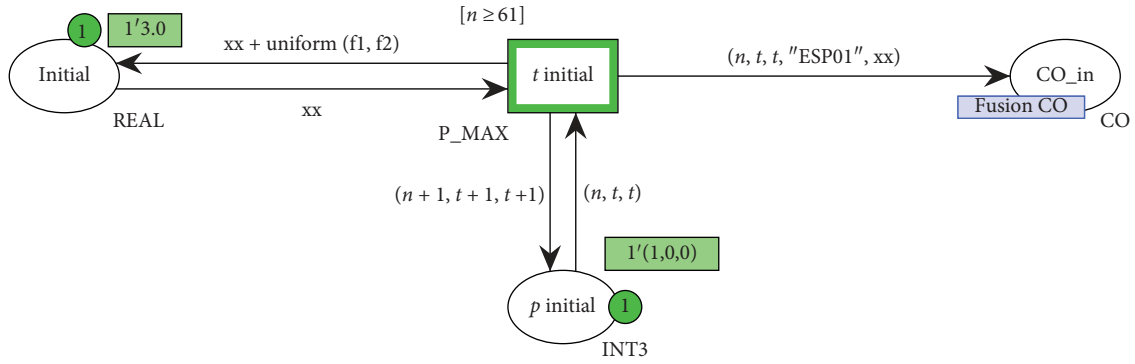 [n ≥ 61]
1
1′3.0
xx + uniform (f1, f2)
Initial
t initial
(n, t, t, ″ESP01″, xx)
CO_in
Fusion CO
CO
xx
REAL
P_MAX
(n + 1, t + 1, t +1)
(n, t, t)
1′(1,0,0)
p initial
1
INT3